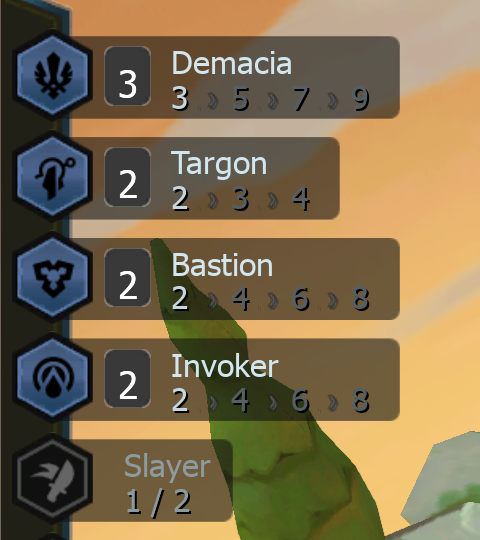 3 Demacia
3 › 5 › 7 › 9
2 Targon
2 › 3 › 4
2 Bastion
2 › 4 › 6 › 8
2 Invoker
2 › 4 › 6 › 8
Slayer
1 / 2